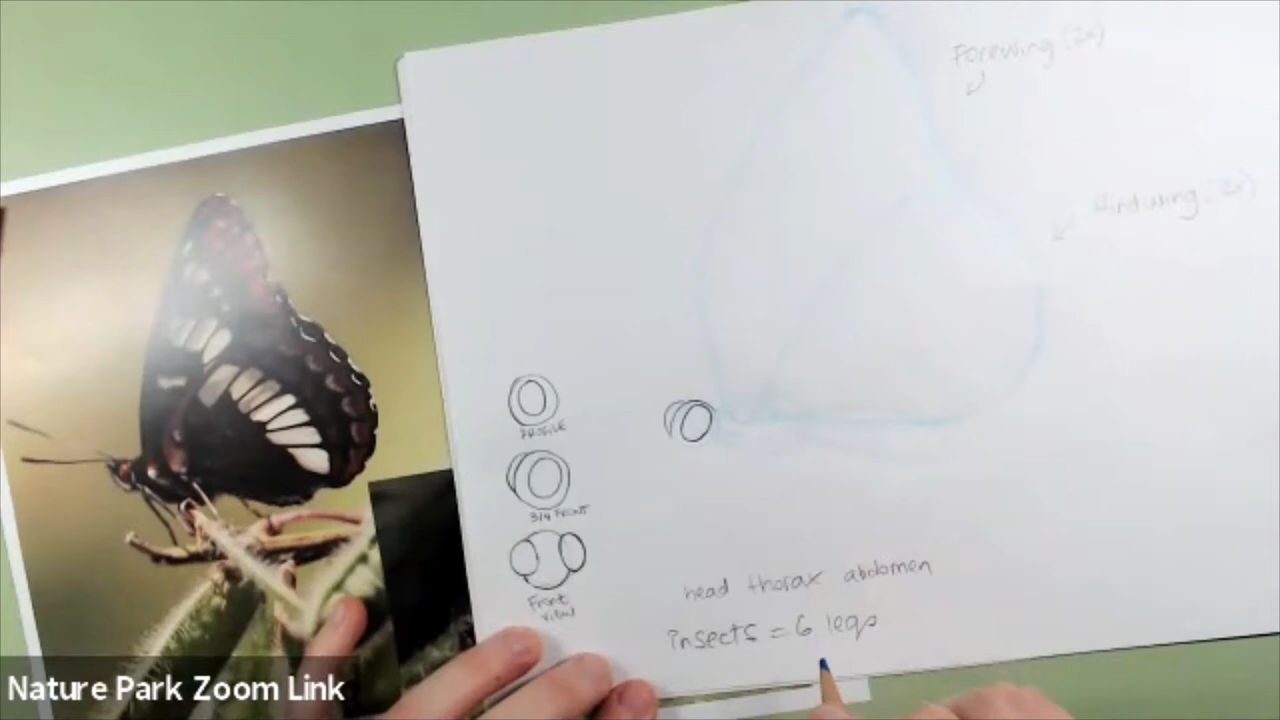 Forewing (2x)
Hindwing (2x)
PROFILE
3/4 FRONT
Front
view
head thorax abdomen
insects = 6 legs
Nature Park Zoom Link